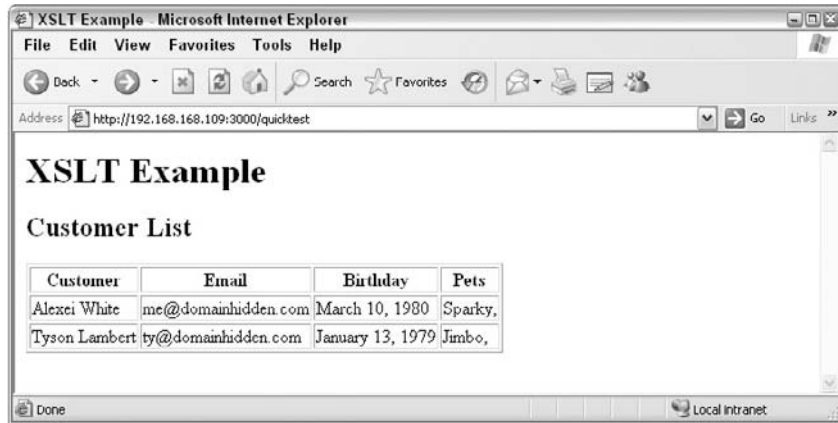 XSLT Example - Microsoft Internet Explorer
File Edit View Favorites Tools Help
Back Search Favorites
Address http://192.168.168.109:3000/quicktest Go Links »
XSLT Example
Customer List
Customer Email Birthday Pets
Alexei White me@domainhidden.com March 10, 1980 Sparky,
Tyson Lambert ty@domainhidden.com January 13, 1979 Jimbo,
Done Local intranet